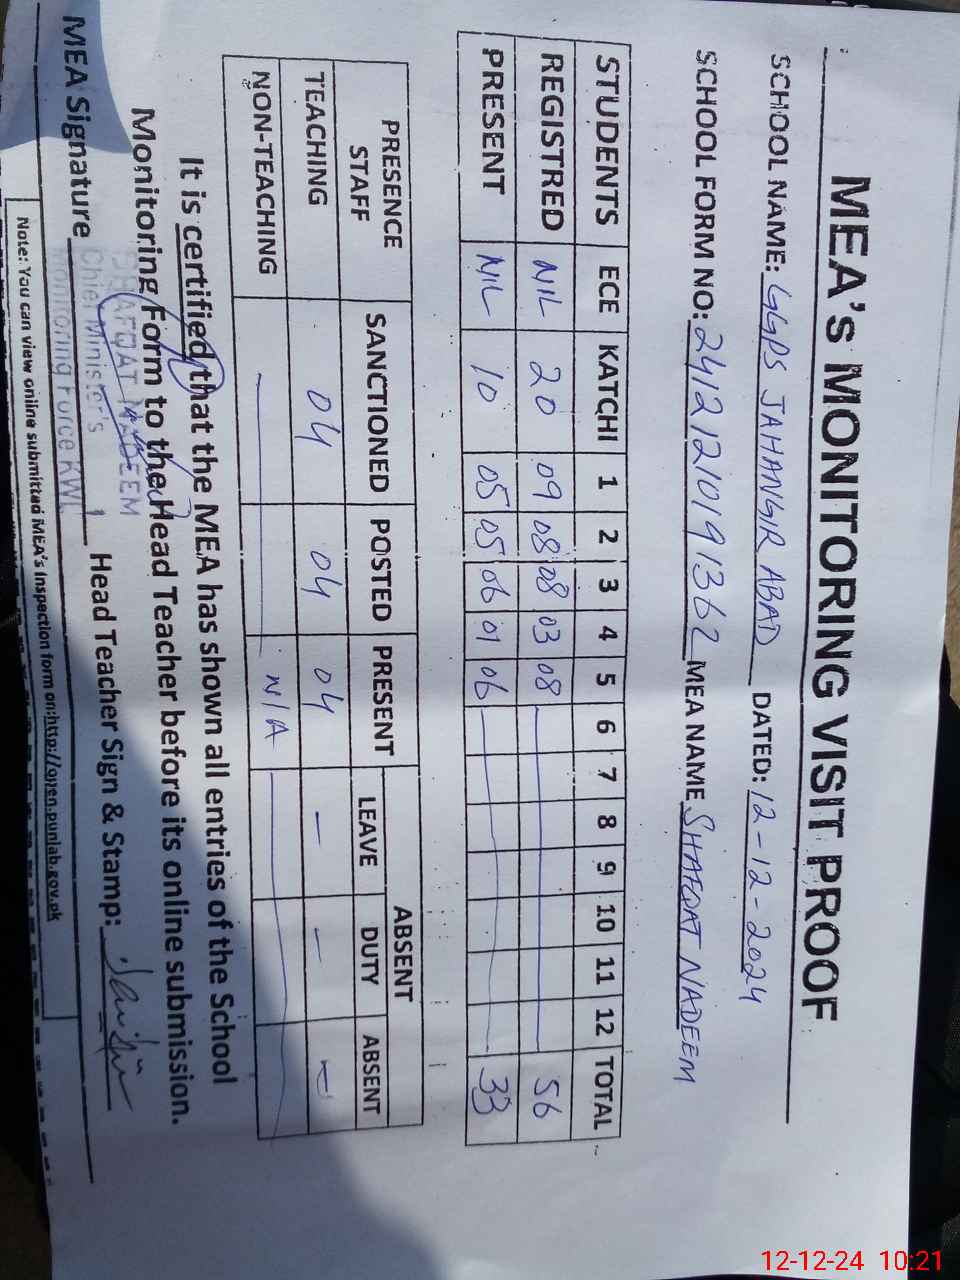 MEA's MONITORING VISIT PROOF
SCHOOL NAME: GGPS JAHANGIR ABAD DATED: 12-12-2024
SCHOOL FORM NO: 24121210191362 MEA NAME SHAFQAT NADEEM
STUDENTS ECE KATCHI 1 2 3 4 5 6 7 8 9 10 11 12 TOTAL
REGISTRED NIL 20 09 08 08 03 08 56
PRESENT NIL 10 05 05 06 01 06 33
PRESENCE STAFF SANCTIONED POSTED PRESENT ABSENT
LEAVE DUTY ABSENT
TEACHING 04 04 04 — — —
NON-TEACHING — N/A
It is certified that the MEA has shown all entries of the School
Monitoring Form to the Head Teacher before its online submission.
MEA Signature Head Teacher Sign & Stamp:
SHAFQAT NADEEM
Chief Minister's
Monitoring Force KWL
Note: You can view online submitted MEA's Inspection form on:http://open.punjab.gov.pk
12-12-24 10:21